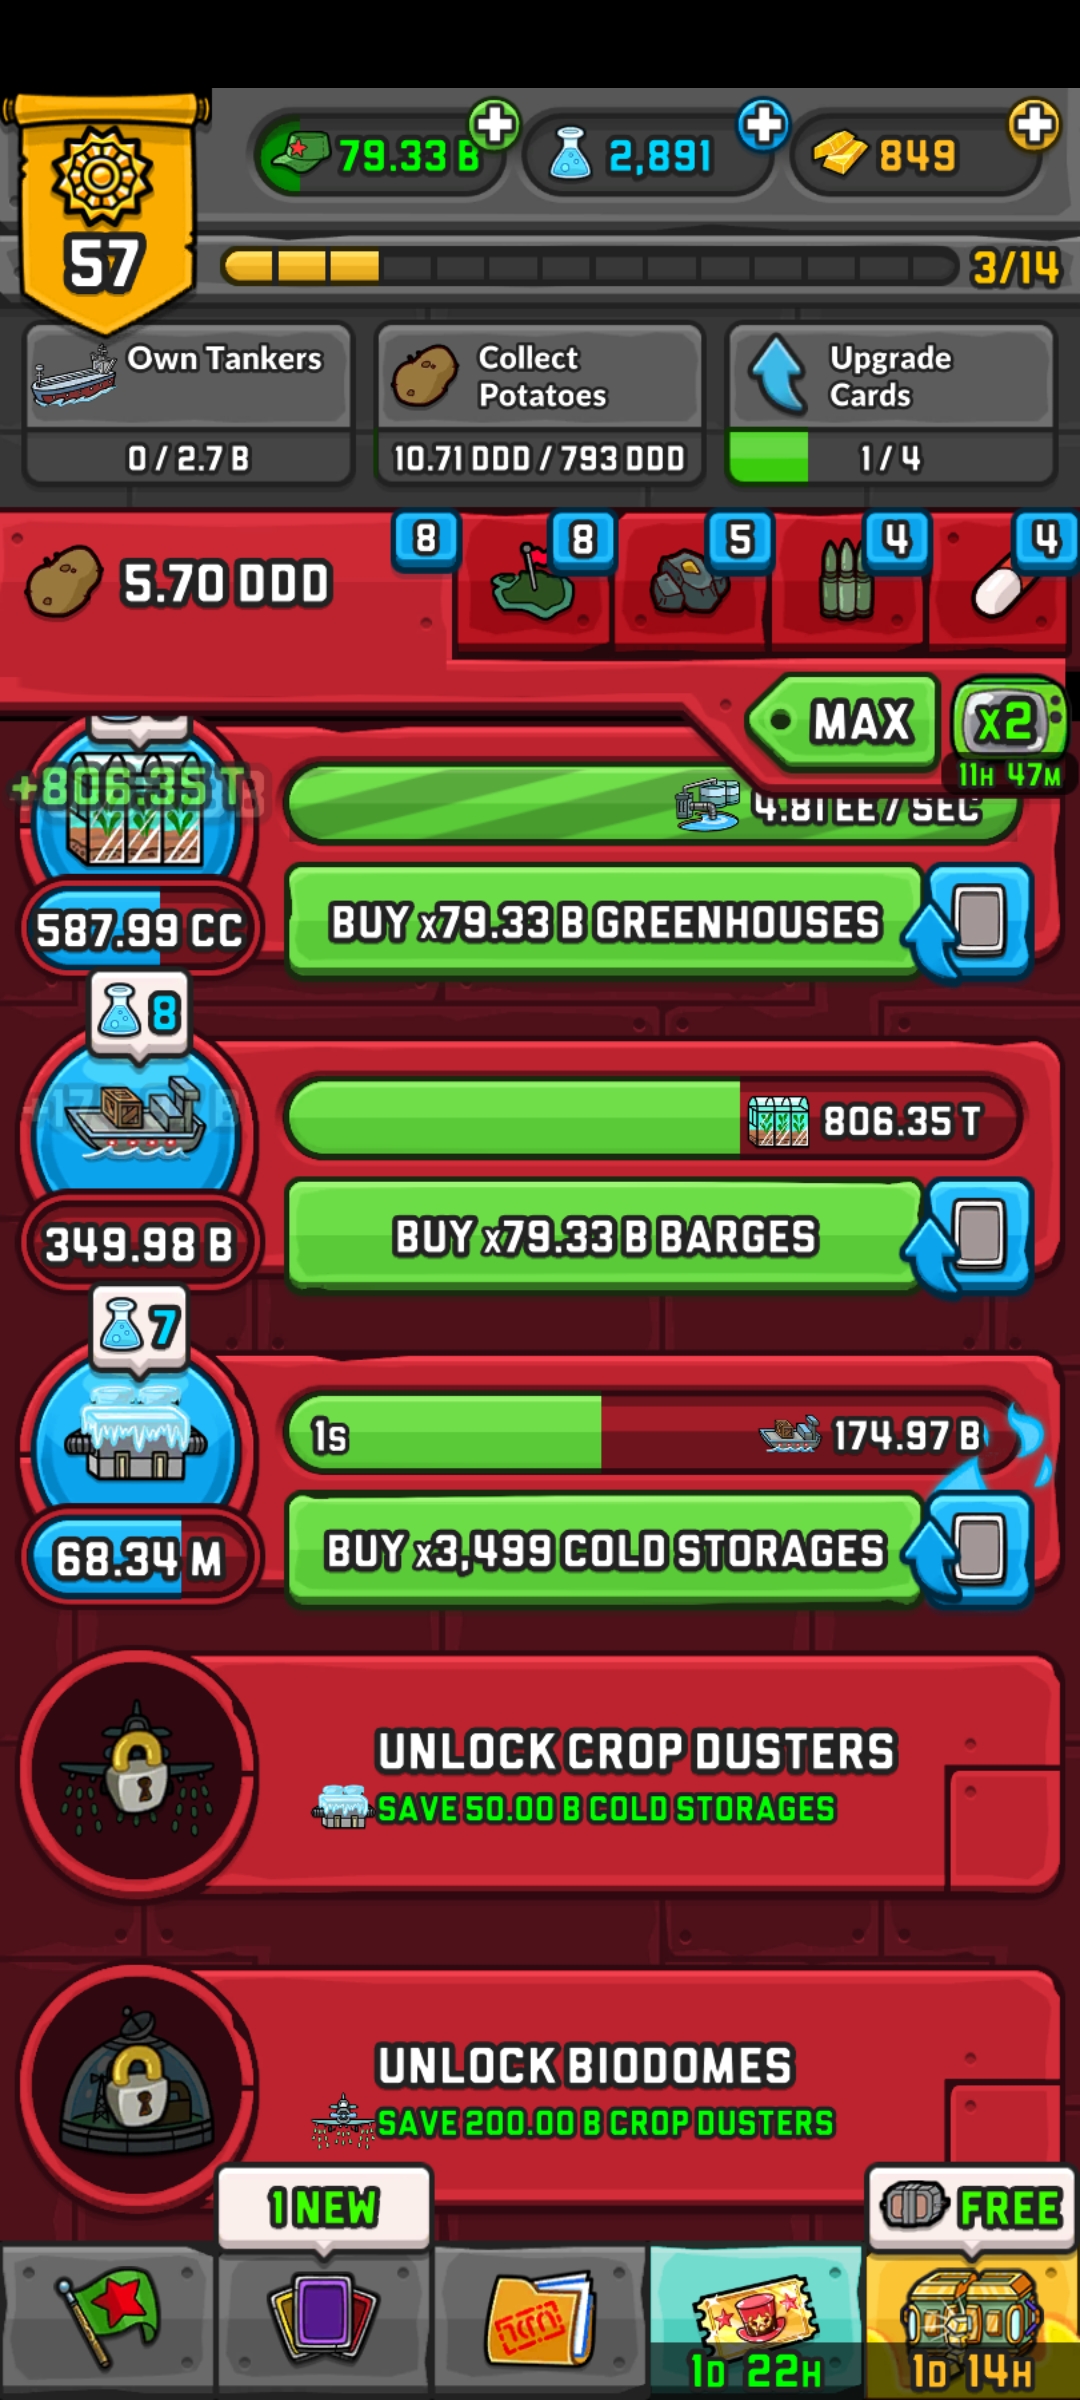 57
79.33 B
2,891
849
3/14
Own Tankers
0 / 2.7 B
Collect
Potatoes
10.71 DDD / 793 DDD
Upgrade
Cards
1 / 4
5.70 DDD
8
8
5
4
4
MAX
x2
11H 47M
+806.35 T
4.81 EE / SEC
587.99 CC
BUY x79.33 B GREENHOUSES
8
806.35 T
349.98 B
BUY x79.33 B BARGES
7
1s
174.97 B
68.34 M
BUY x3,499 COLD STORAGES
UNLOCK CROP DUSTERS
SAVE 50.00 B COLD STORAGES
UNLOCK BIODOMES
SAVE 200.00 B CROP DUSTERS
1 NEW
FREE
1D 22H
1D 14H